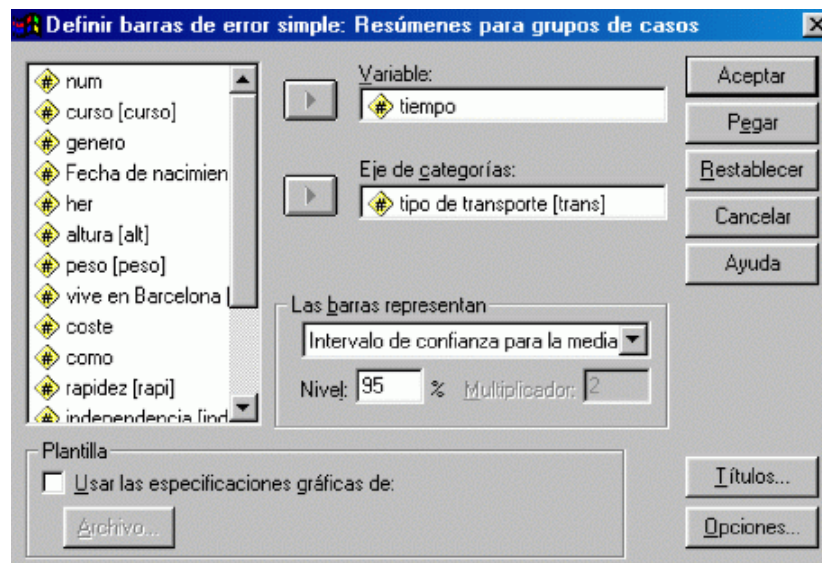 Definir barras de error simple: Resúmenes para grupos de casos
num
curso [curso]
genero
Fecha de nacimien
her
altura [alt]
peso [peso]
vive en Barcelona [
coste
como
rapidez [rapi]
independencia [ind
Variable:
tiempo
Eje de categorías:
tipo de transporte [trans]
Las barras representan
Intervalo de confianza para la media
Nivel: 95 % Multiplicador: 2
Plantilla
Usar las especificaciones gráficas de:
Archivo...
Aceptar
Pegar
Restablecer
Cancelar
Ayuda
Títulos...
Opciones...